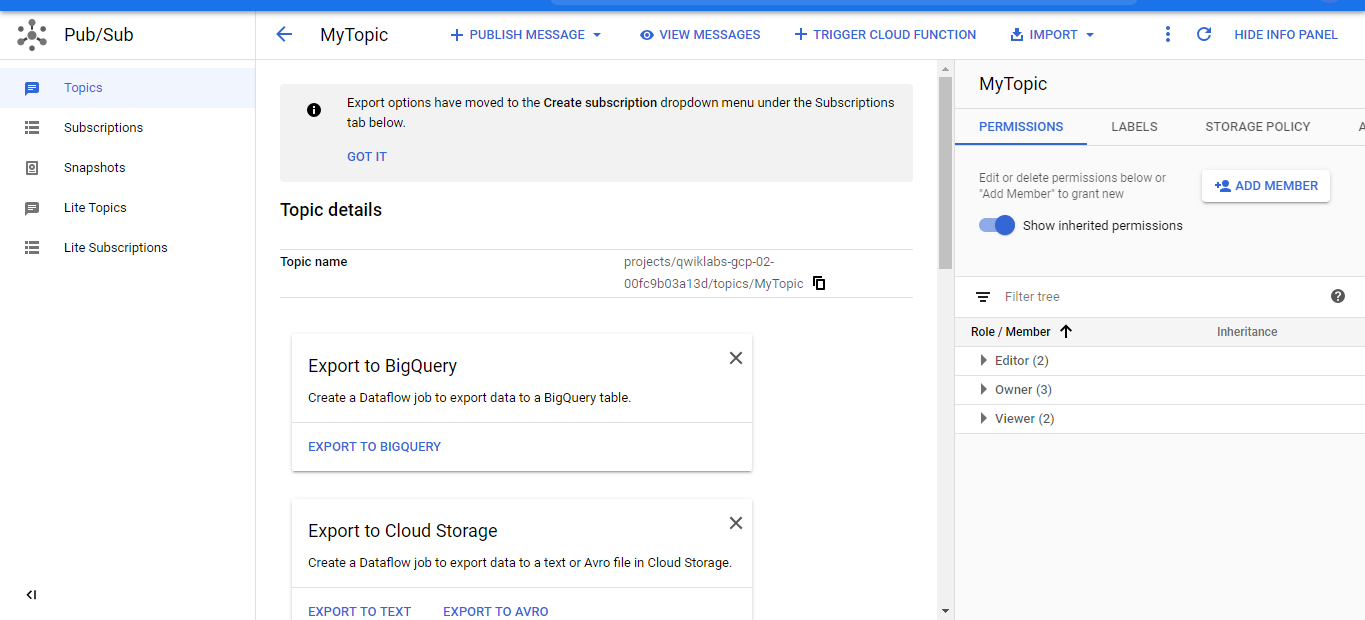 Pub/Sub
MyTopic
PUBLISH MESSAGE
VIEW MESSAGES
TRIGGER CLOUD FUNCTION
IMPORT
HIDE INFO PANEL
Topics
Subscriptions
Snapshots
Lite Topics
Lite Subscriptions
Export options have moved to the Create subscription dropdown menu under the Subscriptions
tab below.
GOT IT
Topic details
Topic name
projects/qwiklabs-gcp-02-
00fc9b03a13d/topics/MyTopic
Export to BigQuery
Create a Dataflow job to export data to a BigQuery table.
EXPORT TO BIGQUERY
Export to Cloud Storage
Create a Dataflow job to export data to a text or Avro file in Cloud Storage.
EXPORT TO TEXT
EXPORT TO AVRO
MyTopic
PERMISSIONS
LABELS
STORAGE POLICY
Edit or delete permissions below or
"Add Member" to grant new
ADD MEMBER
Show inherited permissions
Filter tree
Role / Member
Inheritance
Editor (2)
Owner (3)
Viewer (2)